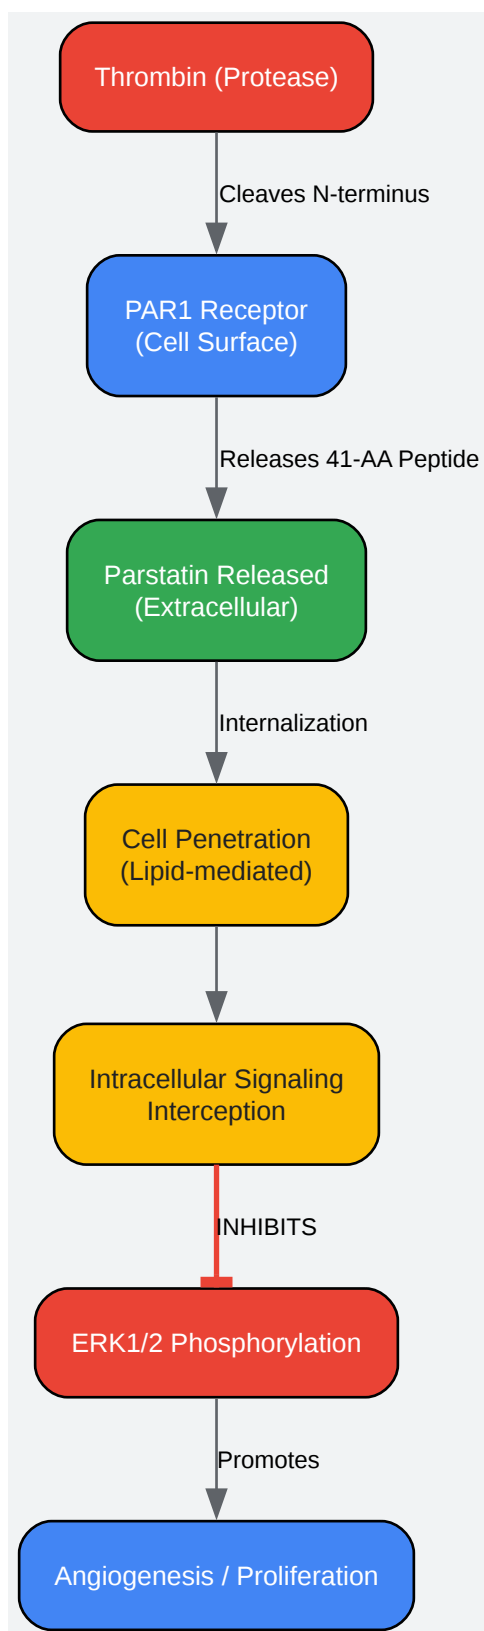 Thrombin (Protease)
Cleaves N-terminus
PAR1 Receptor
(Cell Surface)
Releases 41-AA Peptide
Parstatin Released
(Extracellular)
Internalization
Cell Penetration
(Lipid-mediated)
Intracellular Signaling
Interception
INHIBITS
ERK1/2 Phosphorylation
Promotes
Angiogenesis / Proliferation